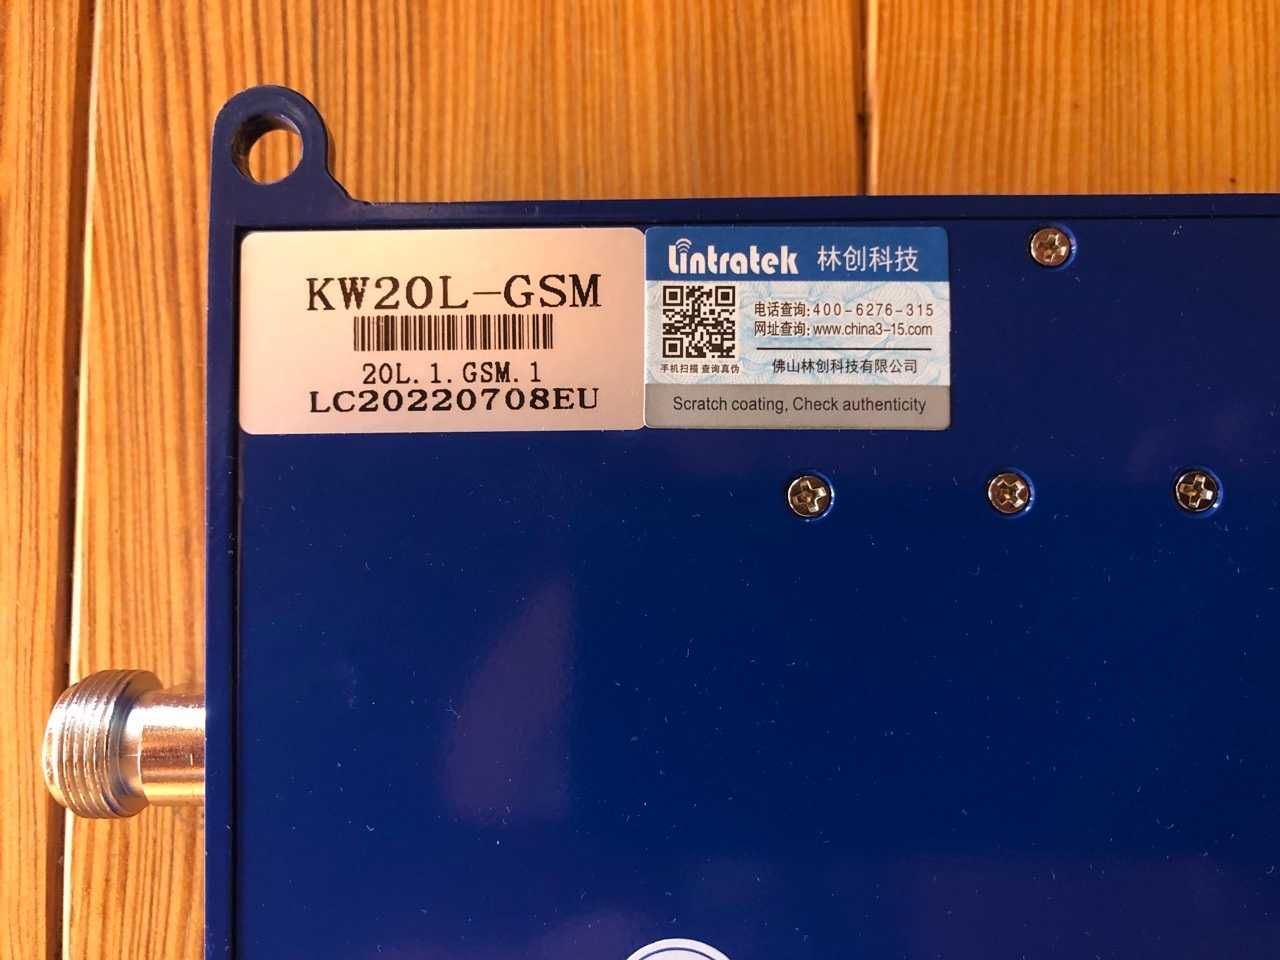 KW20L-GSM
20L.1.GSM.1
LC20220708EU
Lintratek 林创科技
电话查询:400-6276-315
网址查询:www.china3-15.com
手机扫描 查询真伪
佛山林创科技有限公司
Scratch coating, Check authenticity